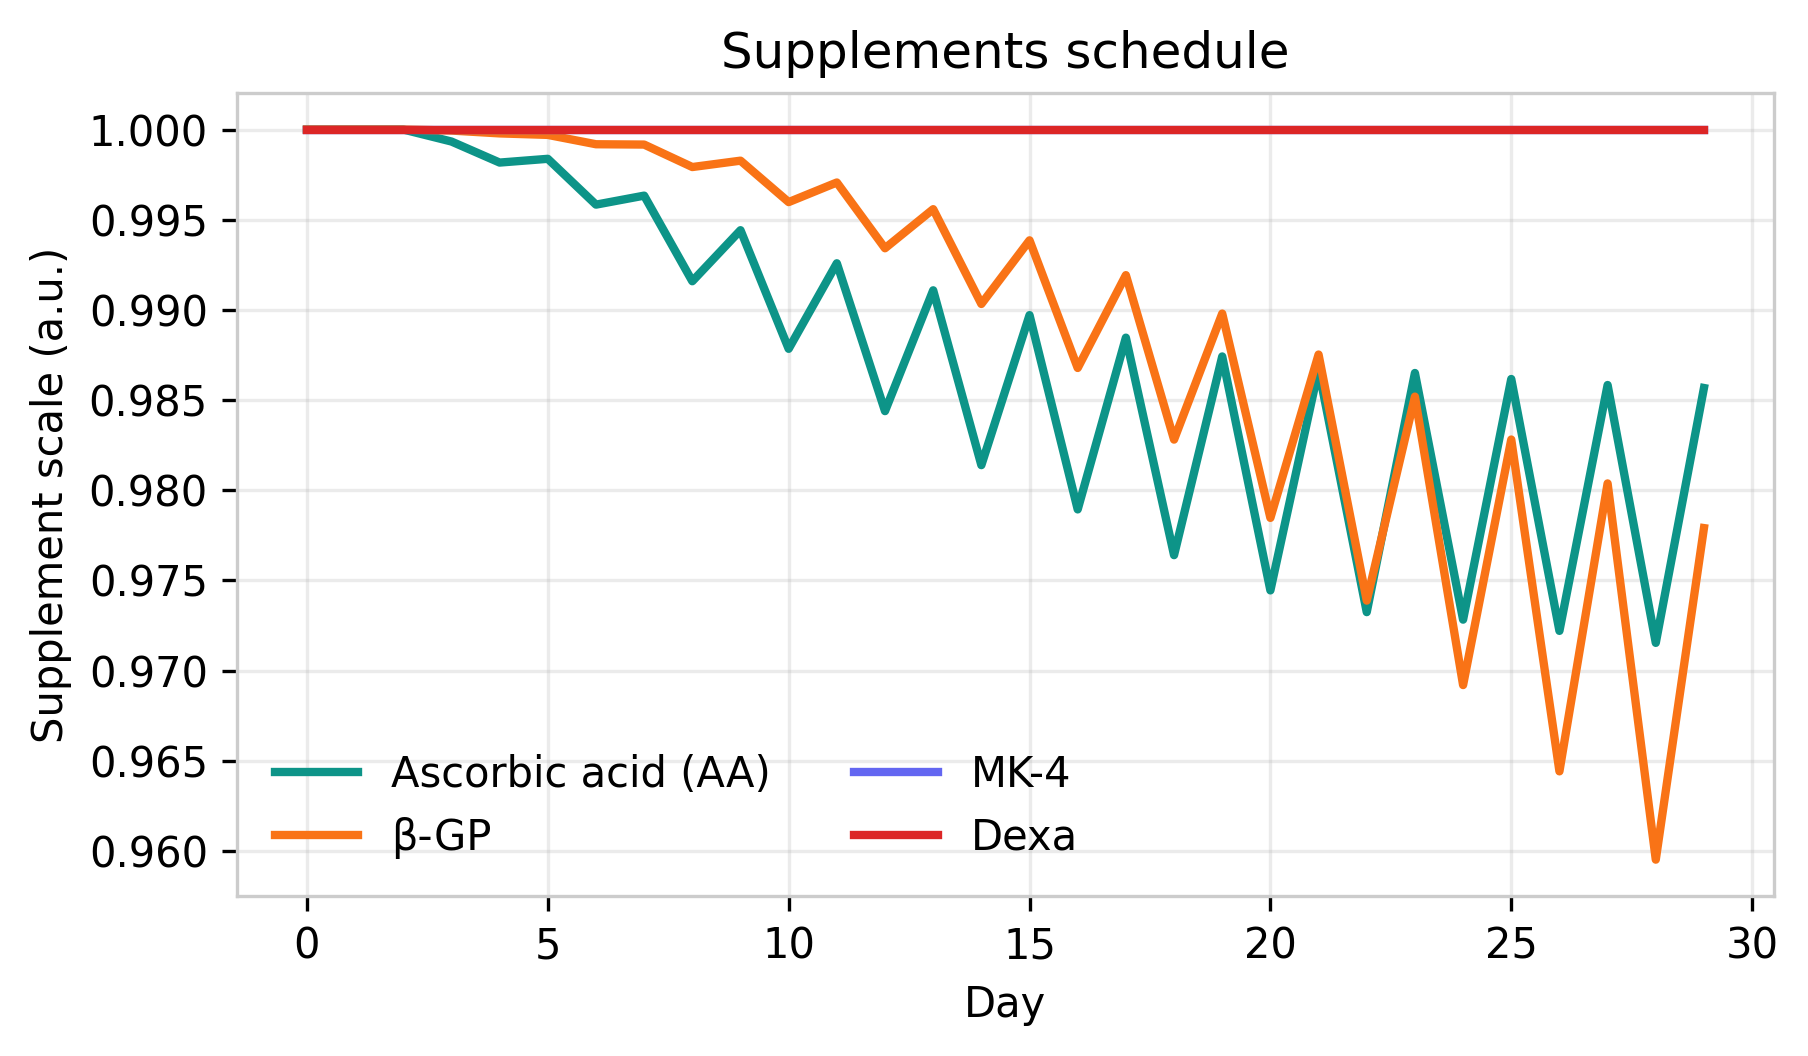 Supplements schedule
Supplement scale (a.u.)
1.000
0.995
0.990
0.985
0.980
0.975
0.970
0.965
0.960
Ascorbic acid (AA)
β-GP
MK-4
Dexa
0 5 10 15 20 25 30
Day